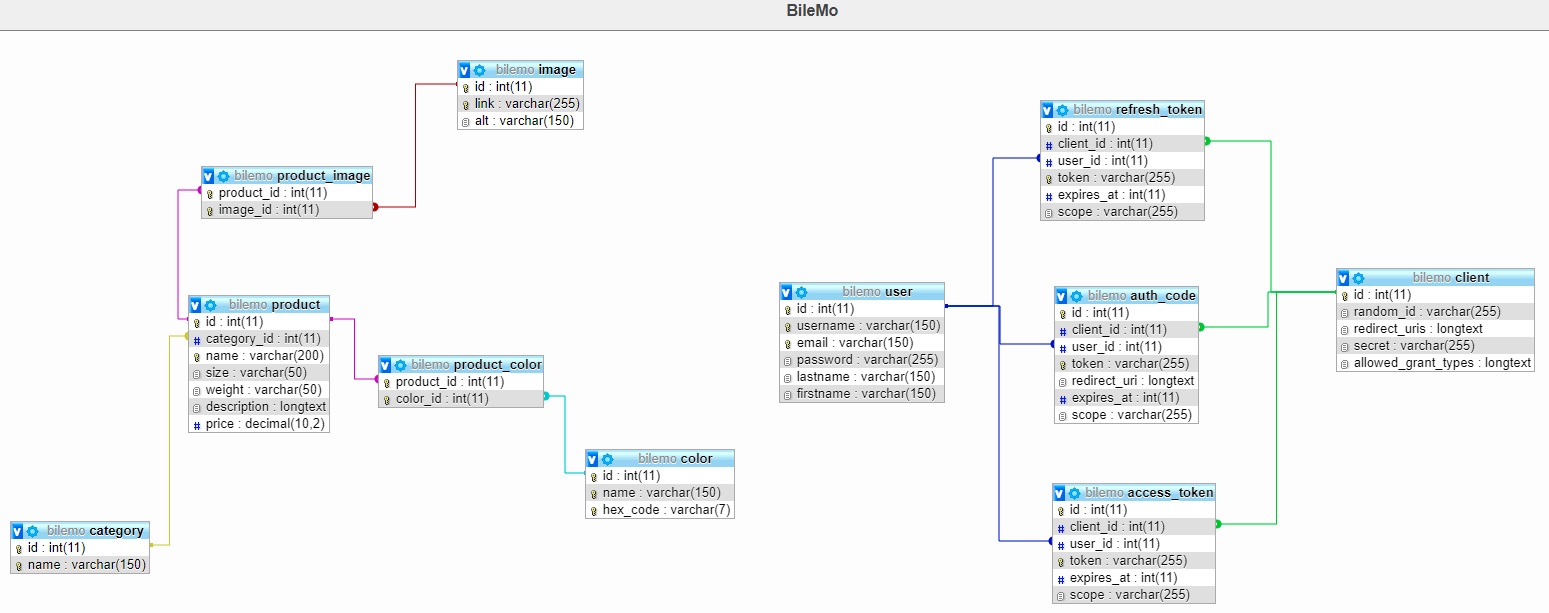 BileMo
bilemo image
id : int(11)
link : varchar(255)
alt : varchar(150)
bilemo product_image
product_id : int(11)
image_id : int(11)
bilemo product
id : int(11)
# category_id : int(11)
name : varchar(200)
size : varchar(50)
weight : varchar(50)
description : longtext
# price : decimal(10,2)
bilemo product_color
product_id : int(11)
color_id : int(11)
bilemo color
id : int(11)
name : varchar(150)
hex_code : varchar(7)
bilemo category
id : int(11)
name : varchar(150)
bilemo user
id : int(11)
username : varchar(150)
email : varchar(150)
password : varchar(255)
lastname : varchar(150)
firstname : varchar(150)
bilemo refresh_token
id : int(11)
# client_id : int(11)
# user_id : int(11)
token : varchar(255)
# expires_at : int(11)
scope : varchar(255)
bilemo auth_code
id : int(11)
# client_id : int(11)
# user_id : int(11)
token : varchar(255)
redirect_uri : longtext
# expires_at : int(11)
scope : varchar(255)
bilemo access_token
id : int(11)
# client_id : int(11)
# user_id : int(11)
token : varchar(255)
# expires_at : int(11)
scope : varchar(255)
bilemo client
id : int(11)
random_id : varchar(255)
redirect_uris : longtext
secret : varchar(255)
allowed_grant_types : longtext